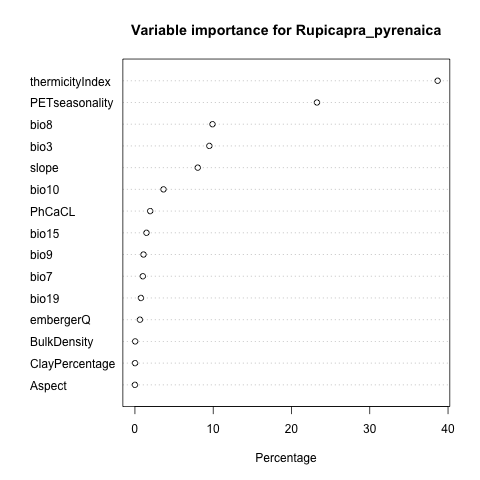 Variable importance for Rupicapra_pyrenaica
thermicityIndex
PETseasonality
bio8
bio3
slope
bio10
PhCaCL
bio15
bio9
bio7
bio19
embergerQ
BulkDensity
ClayPercentage
Aspect
0 10 20 30 40
Percentage